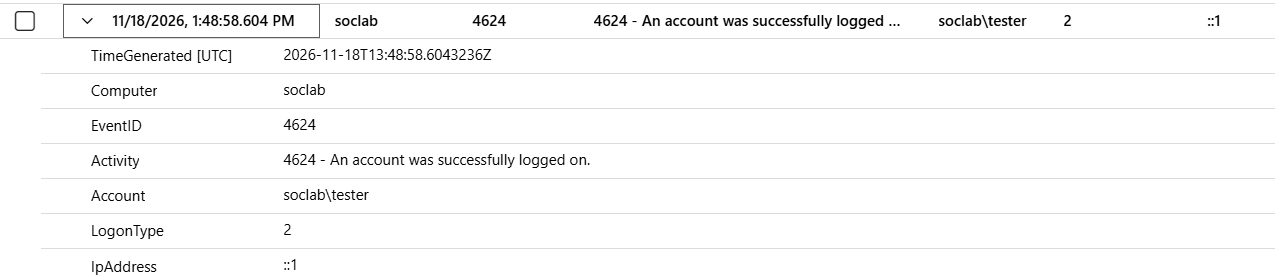 11/18/2026, 1:48:58.604 PM soclab 4624 4624 - An account was successfully logged ... soclab\tester 2 ::1
TimeGenerated [UTC] 2026-11-18T13:48:58.6043236Z
Computer soclab
EventID 4624
Activity 4624 - An account was successfully logged on.
Account soclab\tester
LogonType 2
IpAddress ::1